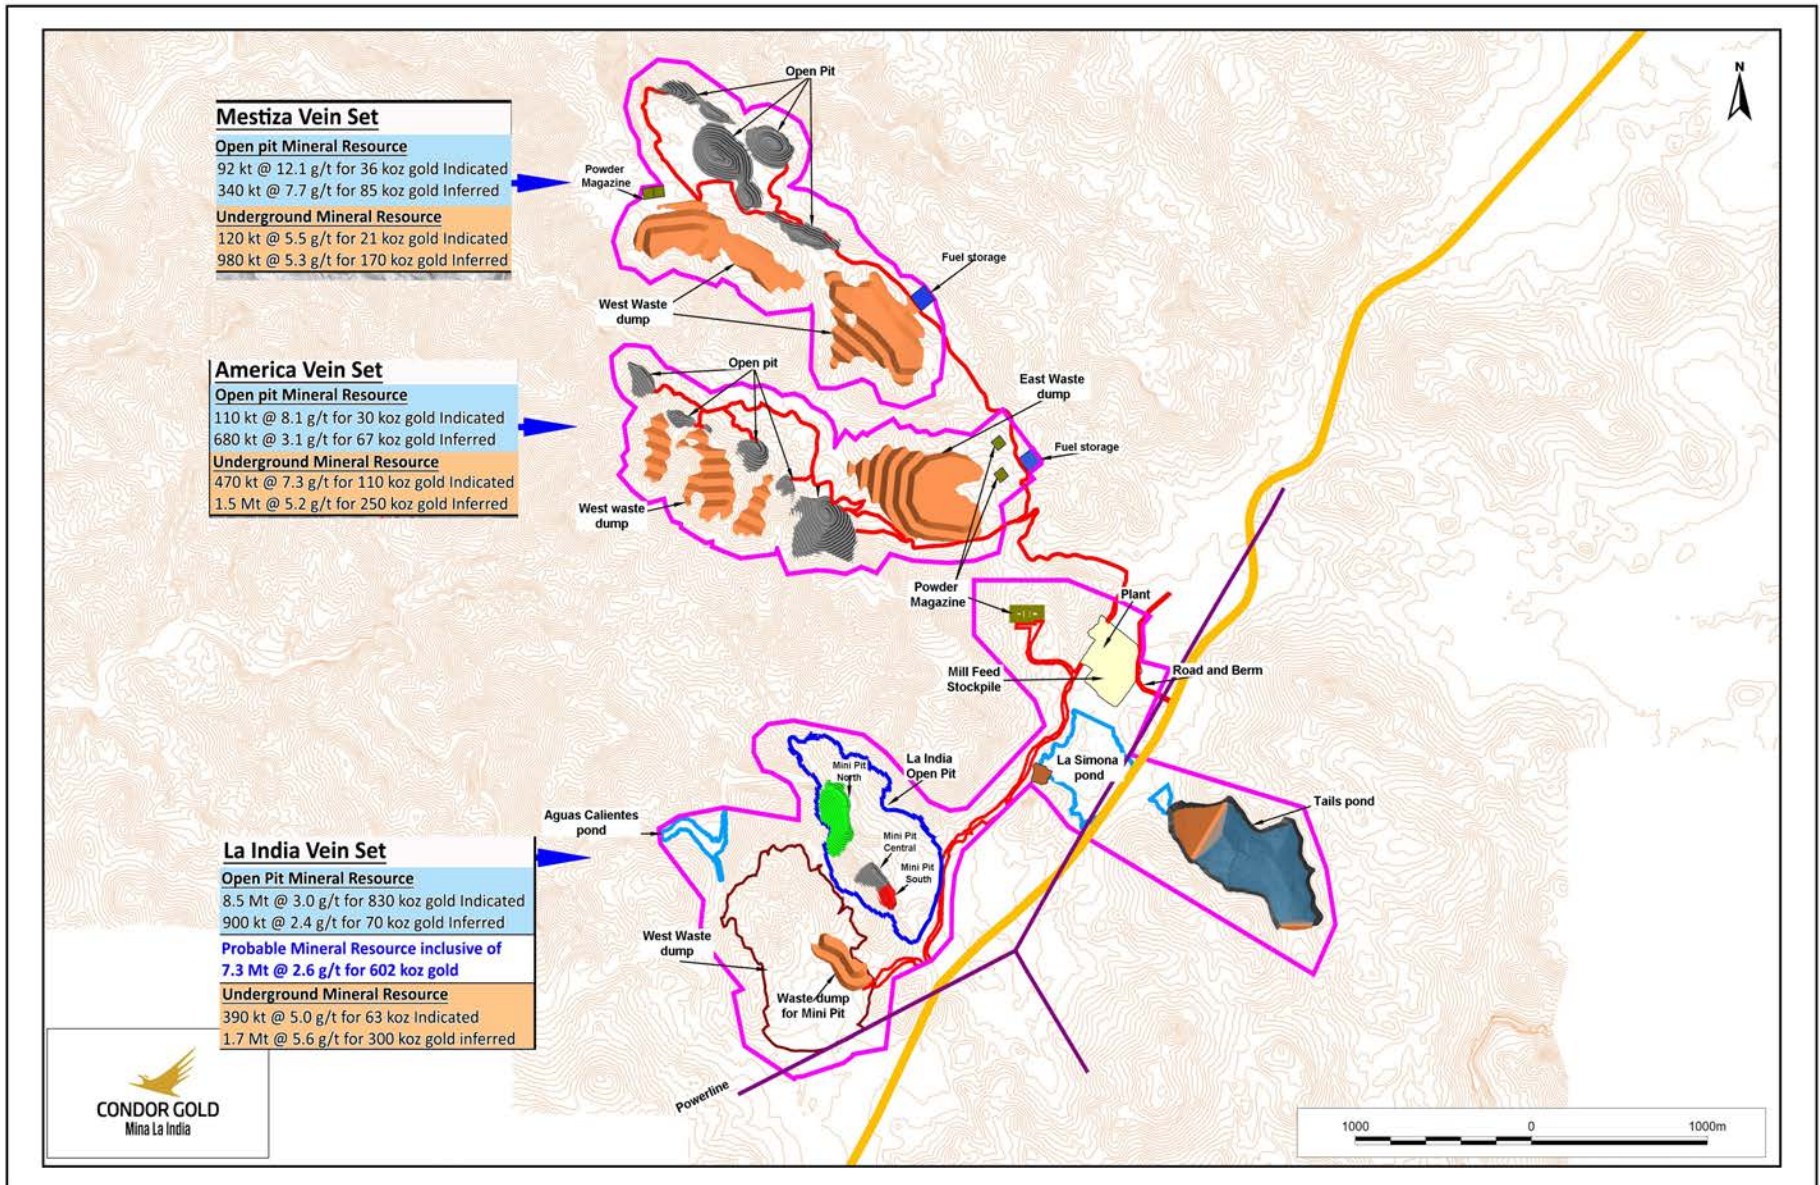 N
Open Pit
Mestiza Vein Set
Open pit Mineral Resource
92 kt @ 12.1 g/t for 36 koz gold Indicated
340 kt @ 7.7 g/t for 85 koz gold Inferred
Underground Mineral Resource
120 kt @ 5.5 g/t for 21 koz gold Indicated
980 kt @ 5.3 g/t for 170 koz gold Inferred
Powder
Magazine
Fuel storage
West Waste
dump
America Vein Set
Open pit Mineral Resource
110 kt @ 8.1 g/t for 30 koz gold Indicated
680 kt @ 3.1 g/t for 67 koz gold Inferred
Underground Mineral Resource
470 kt @ 7.3 g/t for 110 koz gold Indicated
1.5 Mt @ 5.2 g/t for 250 koz gold Inferred
Open pit
East Waste
dump
Fuel storage
West waste
dump
Powder
Magazine
Plant
Mill Feed
Stockpile
Road and Berm
La India
Open Pit
Mini Pit
North
La Simona
pond
Tails pond
Aguas Calientes
pond
Mini Pit
Central
Mini Pit
South
La India Vein Set
Open Pit Mineral Resource
8.5 Mt @ 3.0 g/t for 830 koz gold Indicated
900 kt @ 2.4 g/t for 70 koz gold Inferred
Probable Mineral Resource inclusive of
7.3 Mt @ 2.6 g/t for 602 koz gold
Underground Mineral Resource
390 kt @ 5.0 g/t for 63 koz Indicated
1.7 Mt @ 5.6 g/t for 300 koz gold inferred
West Waste
dump
Waste dump
for Mini Pit
Powerline
CONDOR GOLD
Mina La India
1000 0 1000m